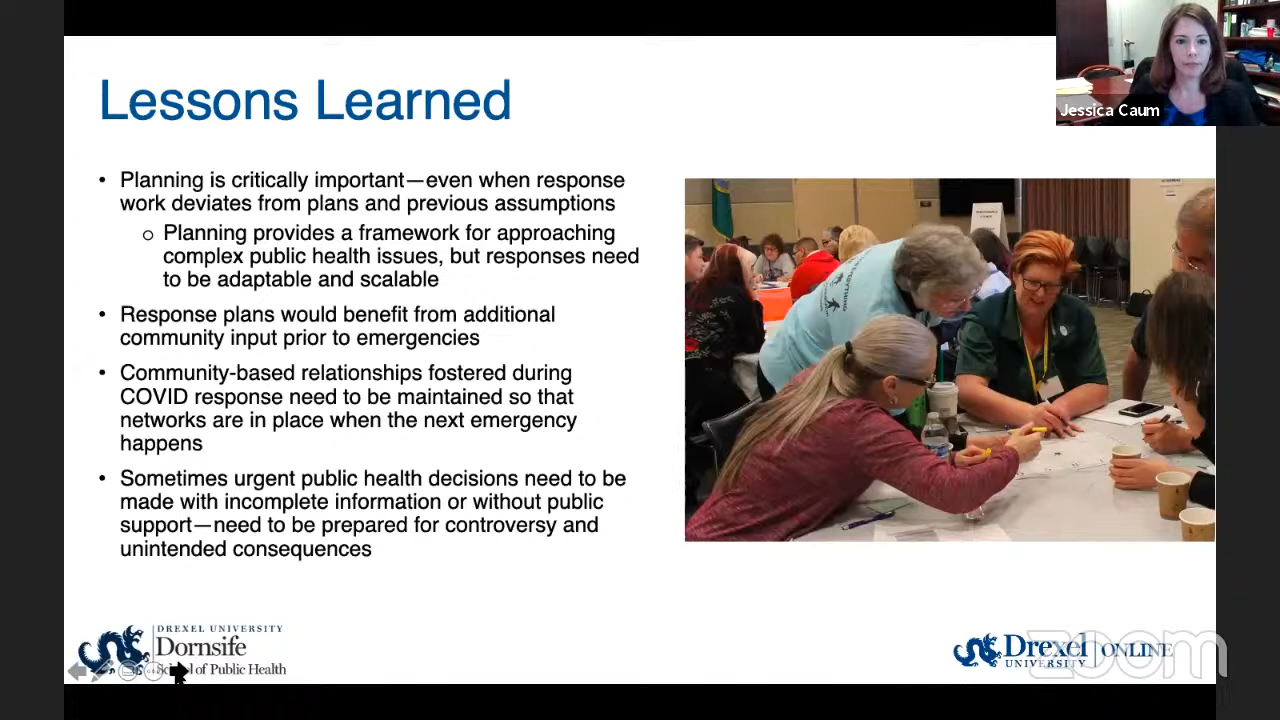 Lessons Learned
Jessica Caum
• Planning is critically important—even when response
work deviates from plans and previous assumptions
o Planning provides a framework for approaching
complex public health issues, but responses need
to be adaptable and scalable
• Response plans would benefit from additional
community input prior to emergencies
• Community-based relationships fostered during
COVID response need to be maintained so that
networks are in place when the next emergency
happens
• Sometimes urgent public health decisions need to be
made with incomplete information or without public
support—need to be prepared for controversy and
unintended consequences
DREXEL UNIVERSITY
Dornsife
School of Public Health
Drexel
UNIVERSITY
ONLINE
zoom